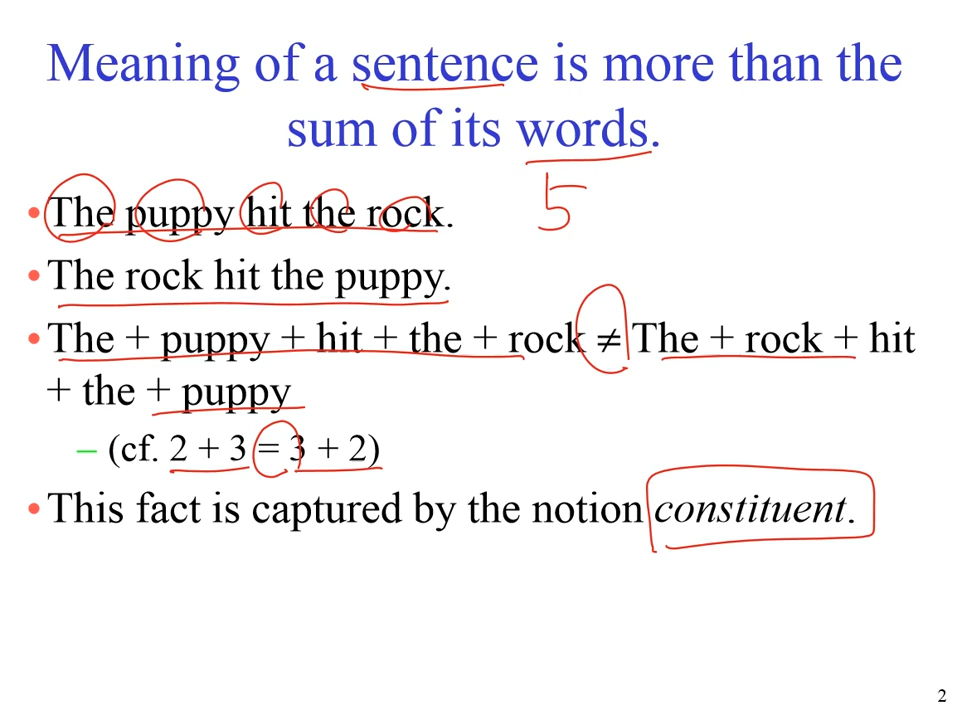 Meaning of a sentence is more than the
sum of its words.
5
•The puppy hit the rock.
•The rock hit the puppy.
•The + puppy + hit + the + rock ≠ The + rock + hit
+ the + puppy
– (cf. 2 + 3 = 3 + 2)
•This fact is captured by the notion constituent.
2